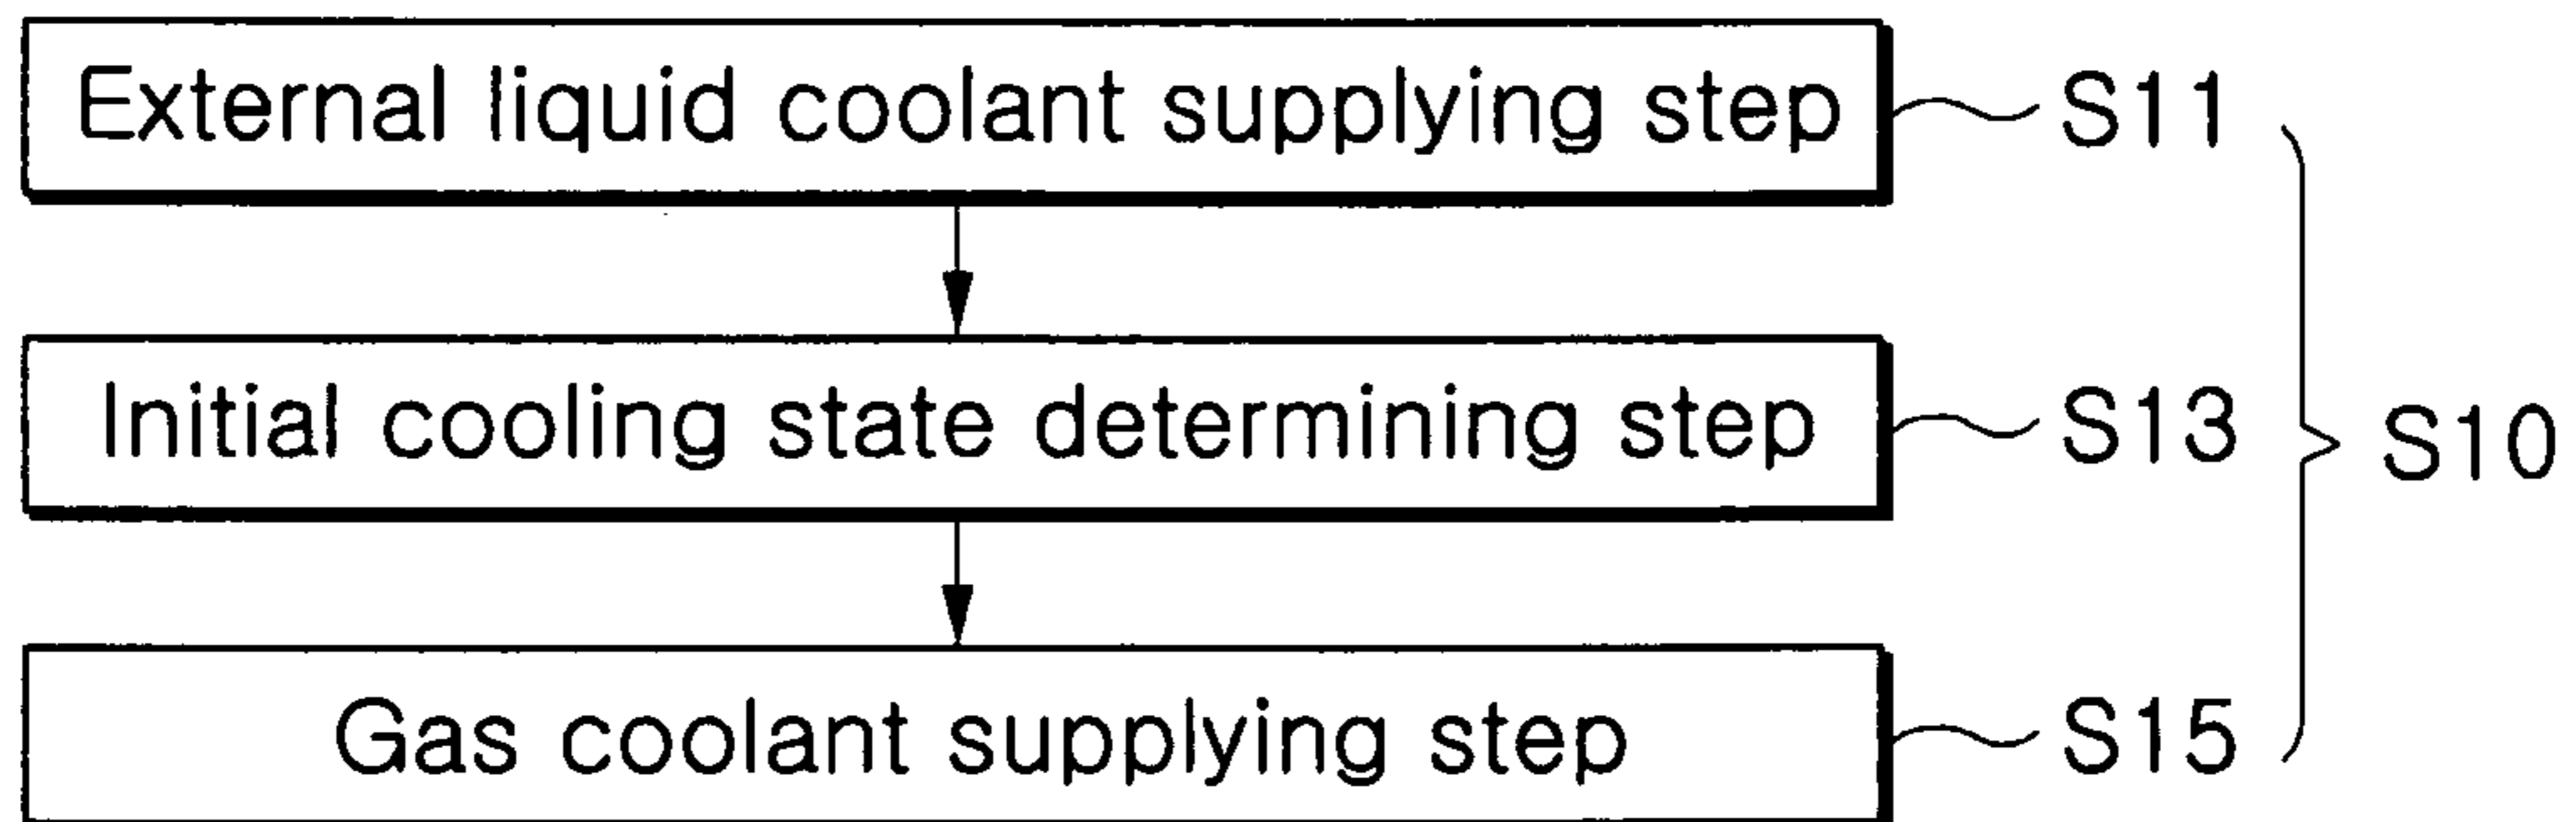 External liquid coolant supplying step S11
Initial cooling state determining step S13
S10
Gas coolant supplying step S15